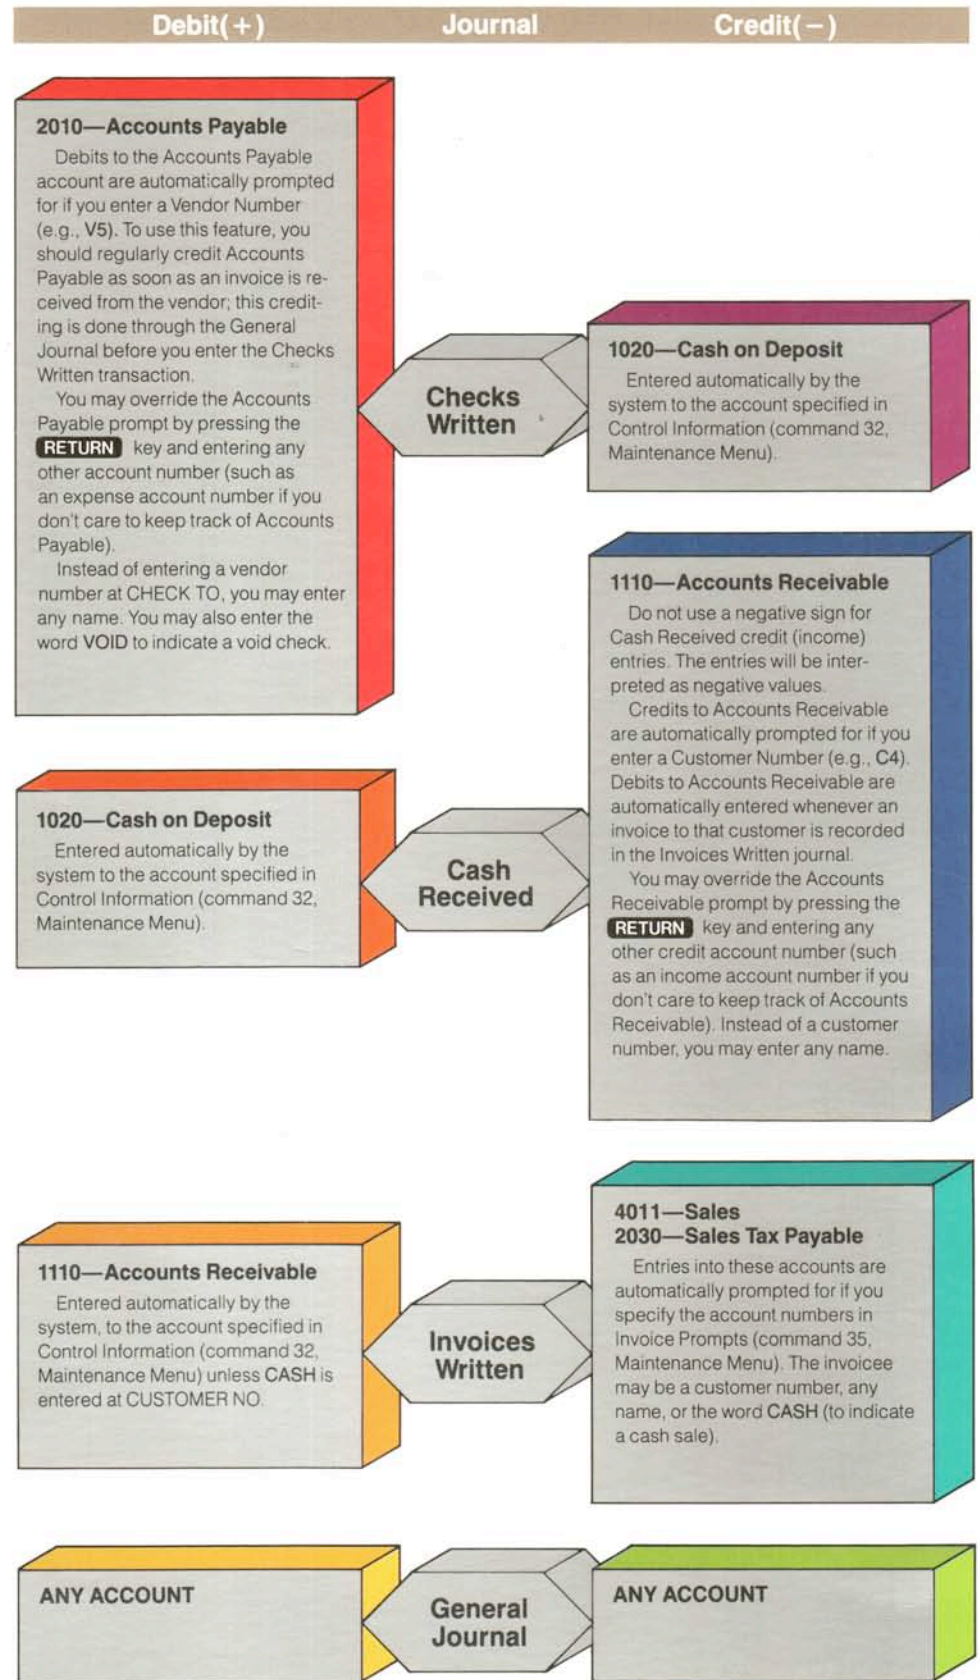 Debit(+) Journal Credit(−)
2010—Accounts Payable
Debits to the Accounts Payable
account are automatically prompted
for if you enter a Vendor Number
(e.g., V5). To use this feature, you
should regularly credit Accounts
Payable as soon as an invoice is re-
ceived from the vendor; this credit-
ing is done through the General
Journal before you enter the Checks
Written transaction.
You may override the Accounts
Payable prompt by pressing the
RETURN key and entering any
other account number (such as
an expense account number if you
don't care to keep track of Accounts
Payable).
Instead of entering a vendor
number at CHECK TO, you may enter
any name. You may also enter the
word VOID to indicate a void check.
Checks
Written
1020—Cash on Deposit
Entered automatically by the
system to the account specified in
Control Information (command 32,
Maintenance Menu).
1020—Cash on Deposit
Entered automatically by the
system to the account specified in
Control Information (command 32,
Maintenance Menu).
Cash
Received
1110—Accounts Receivable
Do not use a negative sign for
Cash Received credit (income)
entries. The entries will be inter-
preted as negative values.
Credits to Accounts Receivable
are automatically prompted for if you
enter a Customer Number (e.g., C4).
Debits to Accounts Receivable are
automatically entered whenever an
invoice to that customer is recorded
in the Invoices Written journal.
You may override the Accounts
Receivable prompt by pressing the
RETURN key and entering any
other credit account number (such
as an income account number if you
don't care to keep track of Accounts
Receivable). Instead of a customer
number, you may enter any name.
1110—Accounts Receivable
Entered automatically by the
system, to the account specified in
Control Information (command 32,
Maintenance Menu) unless CASH is
entered at CUSTOMER NO.
Invoices
Written
4011—Sales
2030—Sales Tax Payable
Entries into these accounts are
automatically prompted for if you
specify the account numbers in
Invoice Prompts (command 35,
Maintenance Menu). The invoicee
may be a customer number, any
name, or the word CASH (to indicate
a cash sale).
ANY ACCOUNT
General
Journal
ANY ACCOUNT